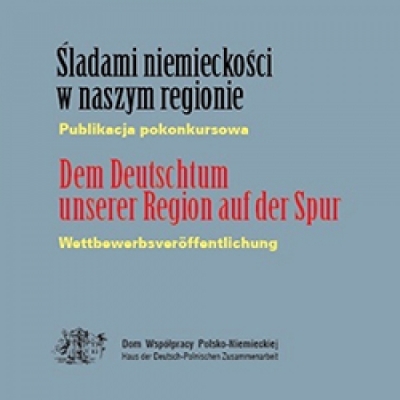 Śladami niemieckości
w naszym regionie
Publikacja pokonkursowa
Dem Deutschtum
unserer Region auf der Spur
Wettbewerbsveröffentlichung
Dom Współpracy Polsko-Niemieckiej
Haus der Deutsch-Polnischen Zusammenarbeit